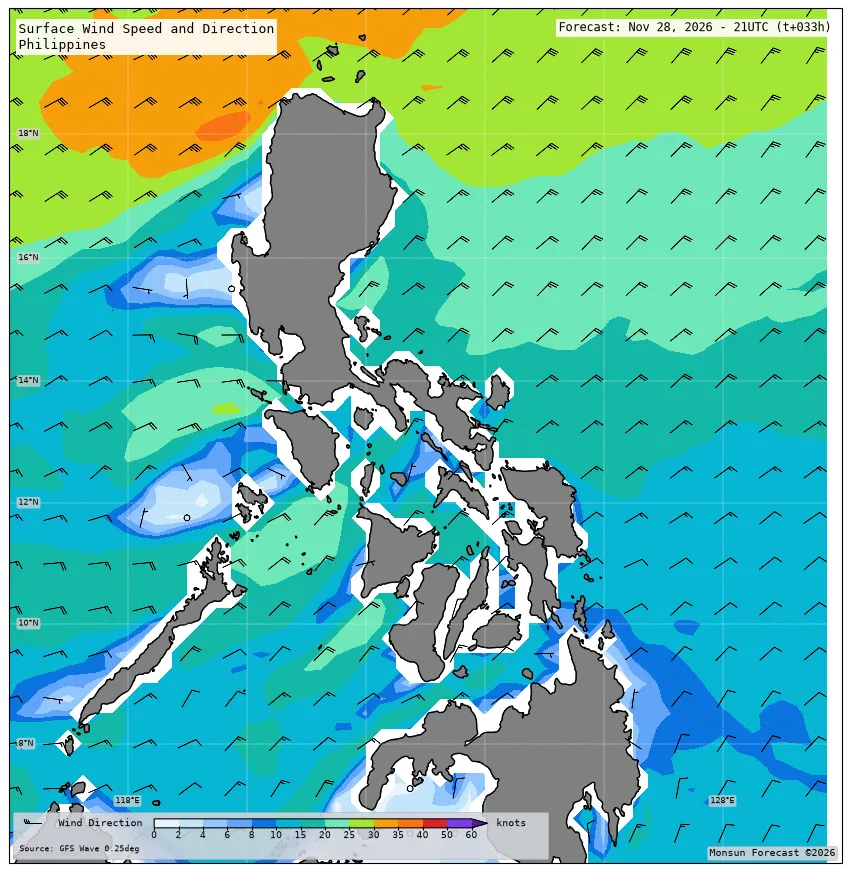 Surface Wind Speed and Direction
Philippines
Forecast: Nov 28, 2026 - 21UTC (t+033h)
18°N
16°N
14°N
12°N
10°N
8°N
118°E
128°E
Wind Direction
0 2 4 6 8 10 15 20 25 30 35 40 50 60
knots
Source: GFS Wave 0.25deg
Monsun Forecast ©2026